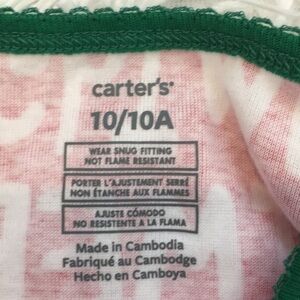 carter's
10/10A
WEAR SNUG FITTING
NOT FLAME RESISTANT
PORTER L'AJUSTEMENT SERRÉ
NON ÉTANCHE AUX FLAMMES
AJUSTE CÓMODO
NO RESISTENTE A LA FLAMA
Made in Cambodia
Fabriqué au Cambodge
Hecho en Camboya